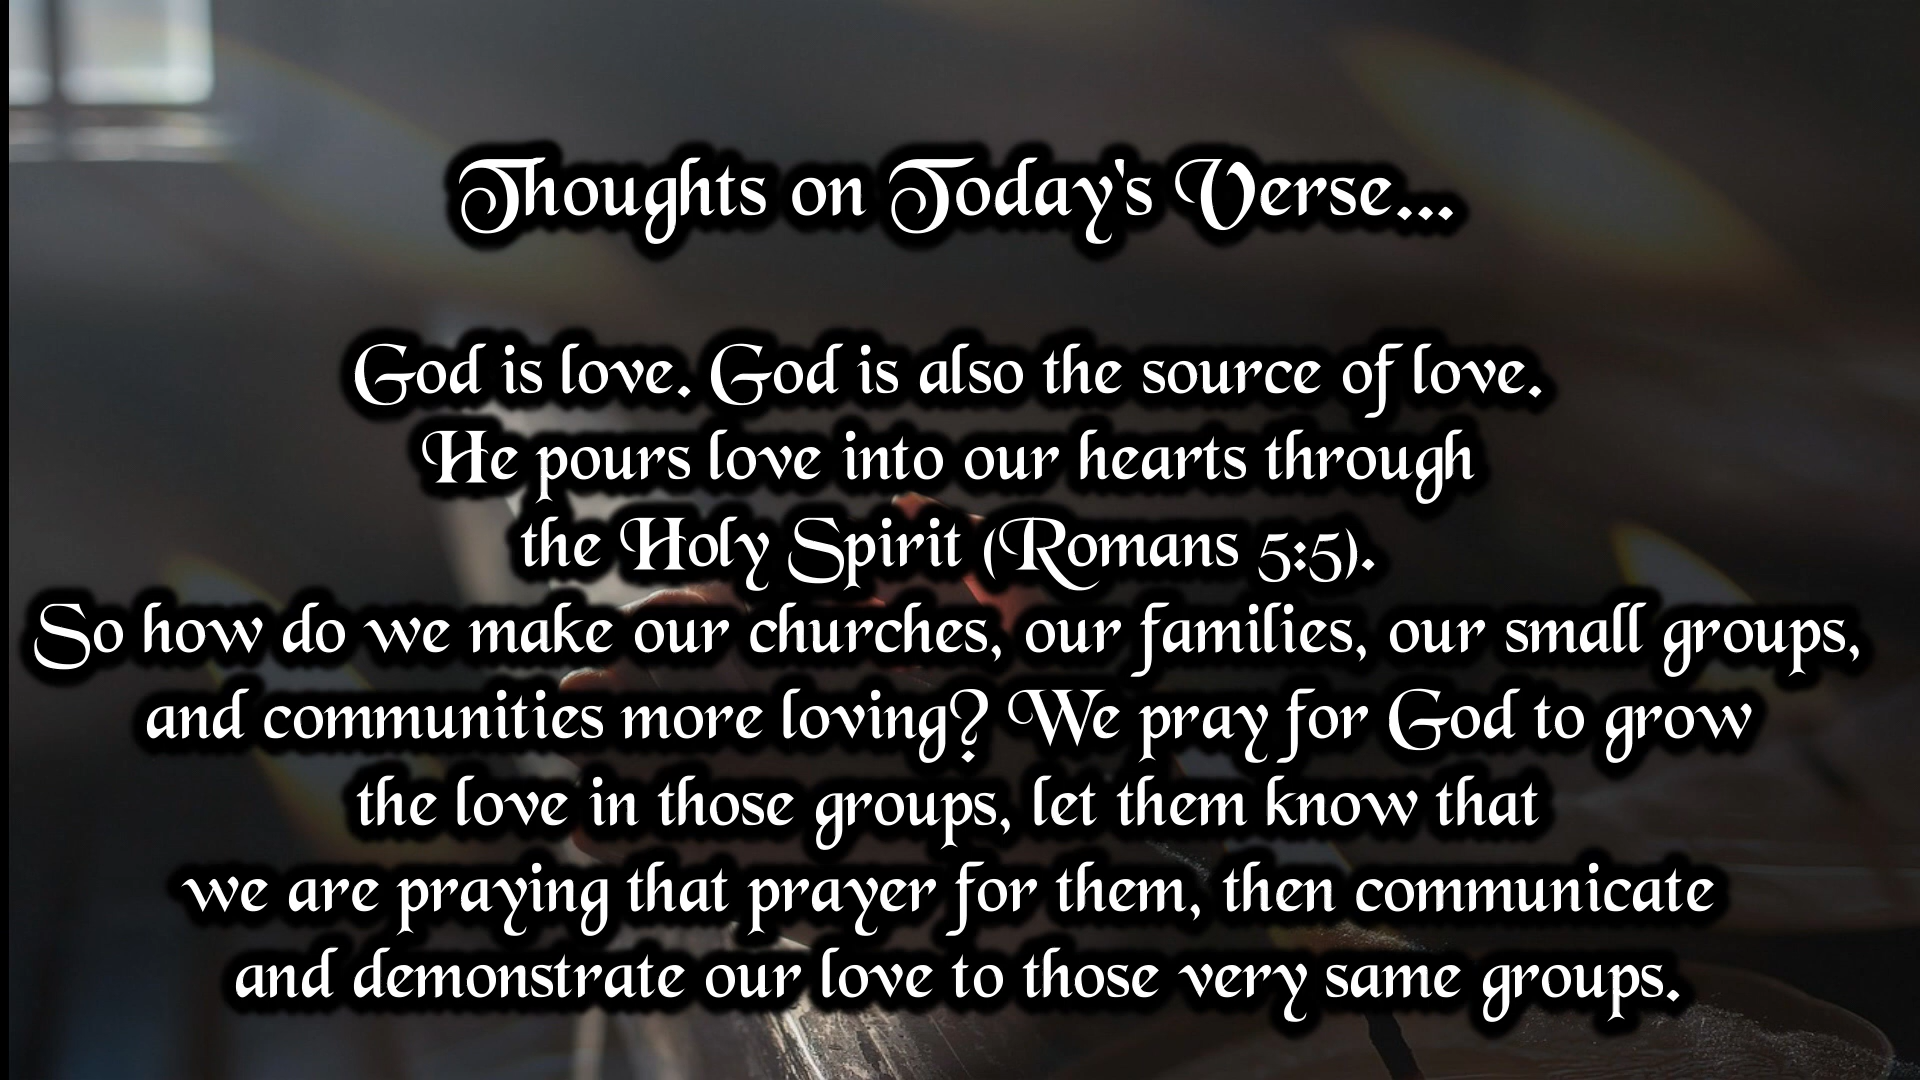 Thoughts on Today's Verse...
God is love. God is also the source of love.
He pours love into our hearts through
the Holy Spirit (Romans 5:5).
So how do we make our churches, our families, our small groups,
and communities more loving? We pray for God to grow
the love in those groups, let them know that
we are praying that prayer for them, then communicate
and demonstrate our love to those very same groups.